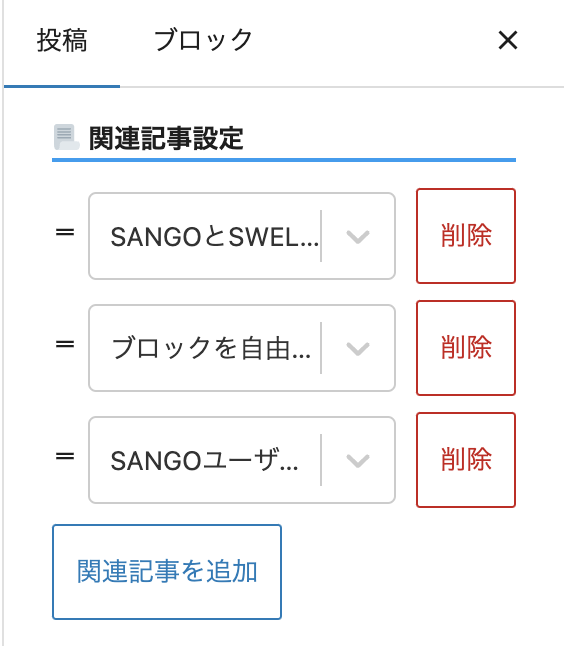 投稿 ブロック ×
関連記事設定
= SANGOとSWEL... 削除
= ブロックを自由... 削除
= SANGOユーザ... 削除
関連記事を追加